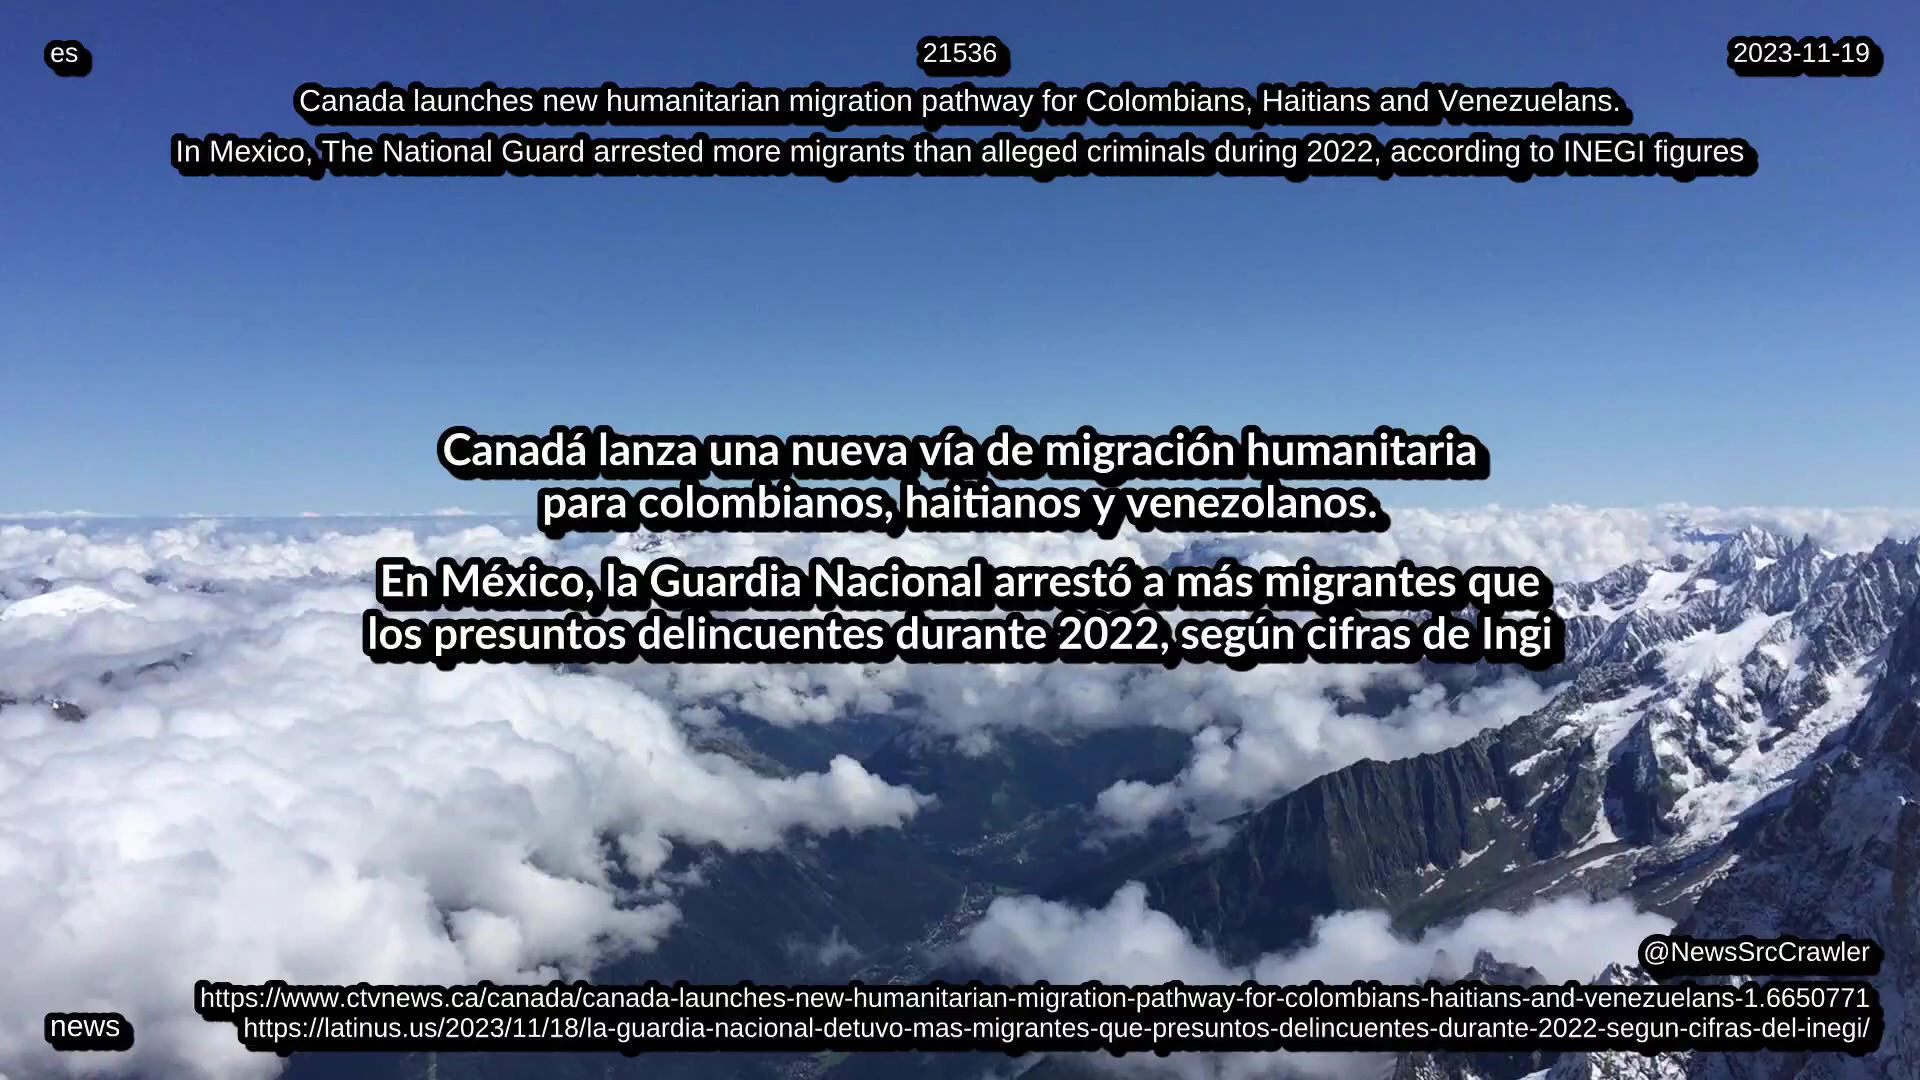 es
21536
2023-11-19
Canada launches new humanitarian migration pathway for Colombians, Haitians and Venezuelans.
In Mexico, The National Guard arrested more migrants than alleged criminals during 2022, according to INEGI figures
Canadá lanza una nueva vía de migración humanitaria
para colombianos, haitianos y venezolanos.
En México, la Guardia Nacional arrestó a más migrantes que
los presuntos delincuentes durante 2022, según cifras de Ingi
@NewsSrcCrawler
https://www.ctvnews.ca/canada/canada-launches-new-humanitarian-migration-pathway-for-colombians-haitians-and-venezuelans-1.6650771
news
https://latinus.us/2023/11/18/la-guardia-nacional-detuvo-mas-migrantes-que-presuntos-delincuentes-durante-2022-segun-cifras-del-inegi/